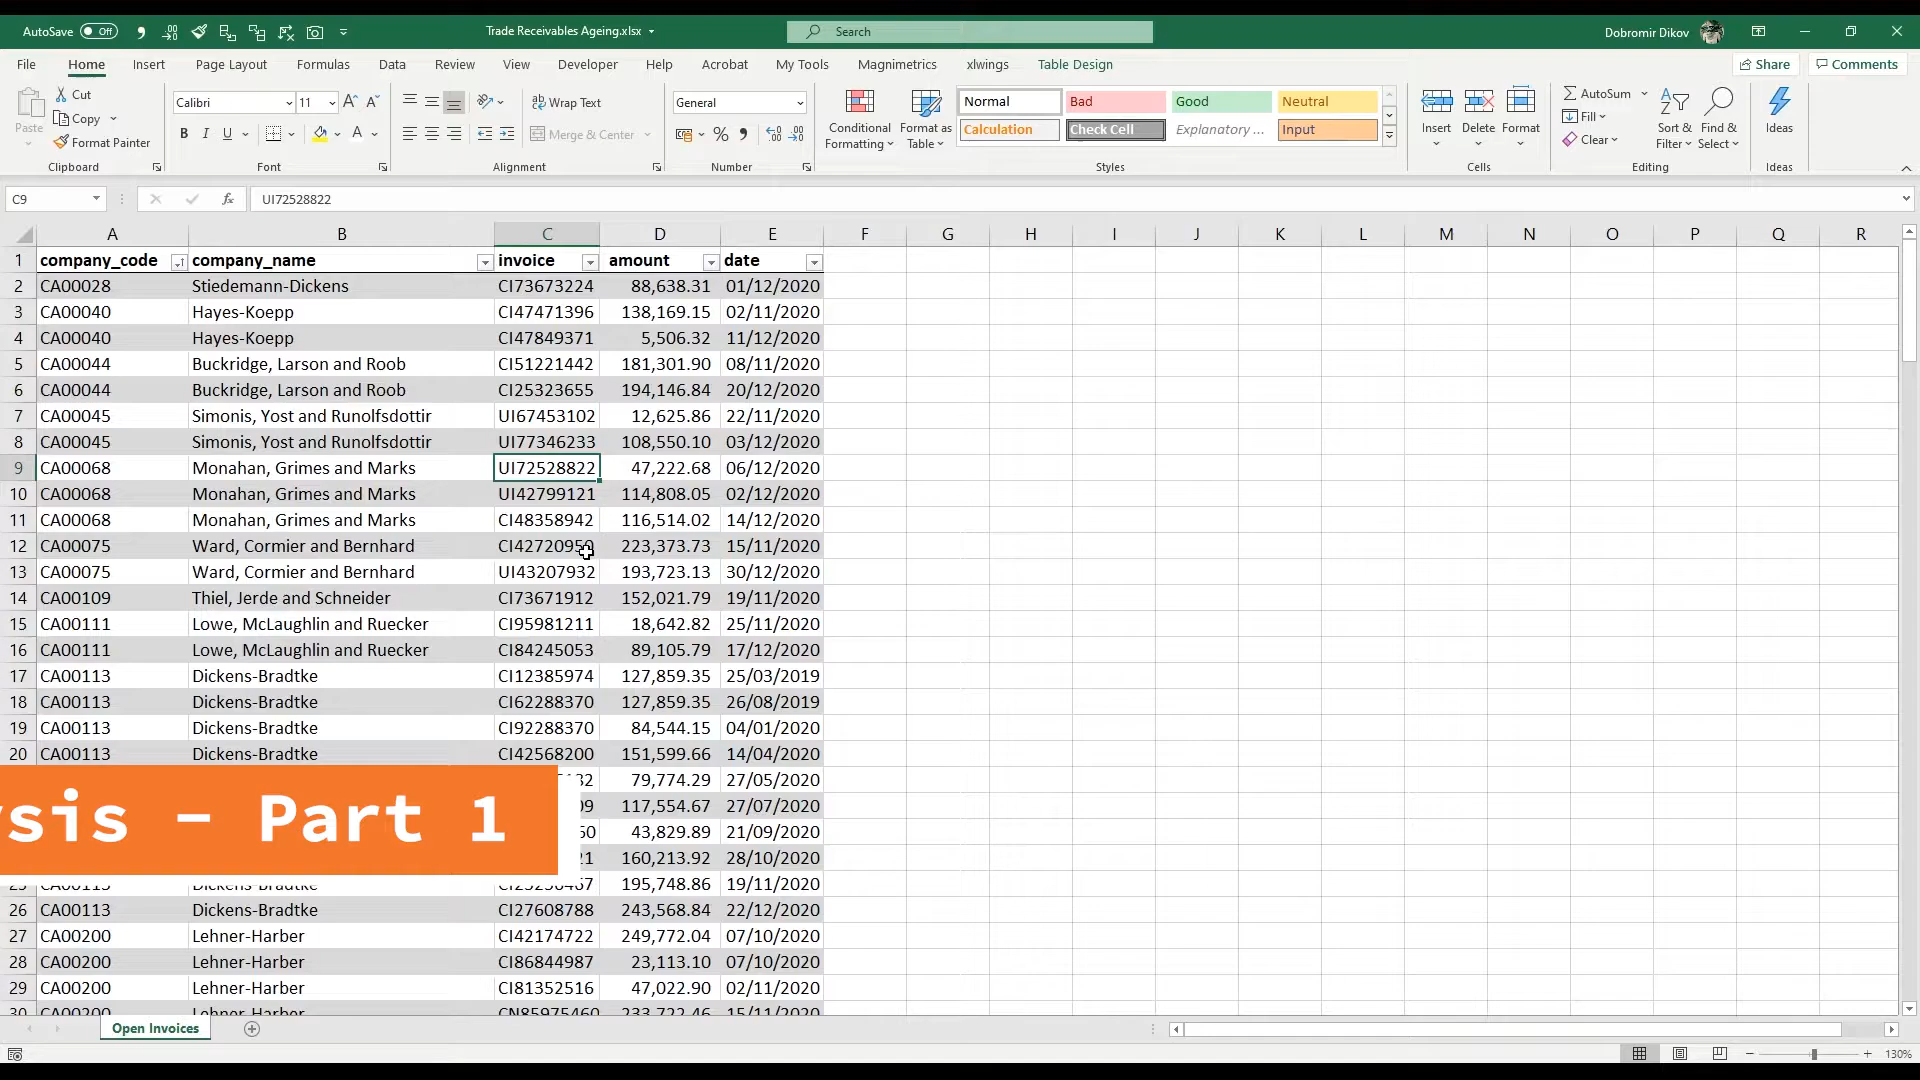 AutoSave Off Trade Receivables Ageing.xlsx Search Dobromir Dikov
File Home Insert Page Layout Formulas Data Review View Developer Help Acrobat My Tools Magnimetrics xlwings Table Design Share Comments
Paste Cut Copy Format Painter Clipboard
Calibri 11 B I U A Font
Wrap Text Merge & Center Alignment
General % Number
Conditional Formatting Format as Table Normal Bad Good Neutral Calculation Check Cell Explanatory ... Input Styles
Insert Delete Format Cells
AutoSum Fill Clear Sort & Filter Find & Select Editing
Ideas Ideas
C9 fx UI72528822
A B C D E F G H I J K L M N O P Q R
1 company_code company_name invoice amount date
2 CA00028 Stiedemann-Dickens CI73673224 88,638.31 01/12/2020
3 CA00040 Hayes-Koepp CI47471396 138,169.15 02/11/2020
4 CA00040 Hayes-Koepp CI47849371 5,506.32 11/12/2020
5 CA00044 Buckridge, Larson and Roob CI51221442 181,301.90 08/11/2020
6 CA00044 Buckridge, Larson and Roob CI25323655 194,146.84 20/12/2020
7 CA00045 Simonis, Yost and Runolfsdottir UI67453102 12,625.86 22/11/2020
8 CA00045 Simonis, Yost and Runolfsdottir UI77346233 108,550.10 03/12/2020
9 CA00068 Monahan, Grimes and Marks UI72528822 47,222.68 06/12/2020
10 CA00068 Monahan, Grimes and Marks UI42799121 114,808.05 02/12/2020
11 CA00068 Monahan, Grimes and Marks CI48358942 116,514.02 14/12/2020
12 CA00075 Ward, Cormier and Bernhard CI42720950 223,373.73 15/11/2020
13 CA00075 Ward, Cormier and Bernhard UI43207932 193,723.13 30/12/2020
14 CA00109 Thiel, Jerde and Schneider CI73671912 152,021.79 19/11/2020
15 CA00111 Lowe, McLaughlin and Ruecker CI95981211 18,642.82 25/11/2020
16 CA00111 Lowe, McLaughlin and Ruecker CI84245053 89,105.79 17/12/2020
17 CA00113 Dickens-Bradtke CI12385974 127,859.35 25/03/2019
18 CA00113 Dickens-Bradtke CI62288370 127,859.35 26/08/2019
19 CA00113 Dickens-Bradtke CI92288370 84,544.15 04/01/2020
20 CA00113 Dickens-Bradtke CI42568200 151,599.66 14/04/2020
79,774.29 27/05/2020
09 117,554.67 27/07/2020
50 43,829.89 21/09/2020
21 160,213.92 28/10/2020
ysis - Part 1
25 CA00113 Dickens-Bradtke 195,748.86 19/11/2020
26 CA00113 Dickens-Bradtke CI27608788 243,568.84 22/12/2020
27 CA00200 Lehner-Harber CI42174722 249,772.04 07/10/2020
28 CA00200 Lehner-Harber CI86844987 23,113.10 07/10/2020
29 CA00200 Lehner-Harber CI81352516 47,022.90 02/11/2020
30 CA00200 Lehner-Harber CN85975460 233,722.46 15/11/2020
Open Invoices
130%